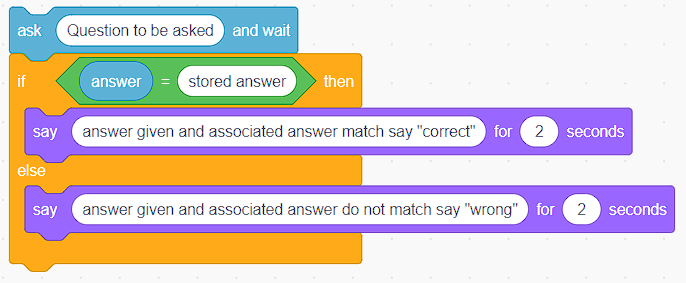 ask Question to be asked and wait
if answer = stored answer then
say answer given and associated answer match say "correct" for 2 seconds
else
say answer given and associated answer do not match say "wrong" for 2 seconds